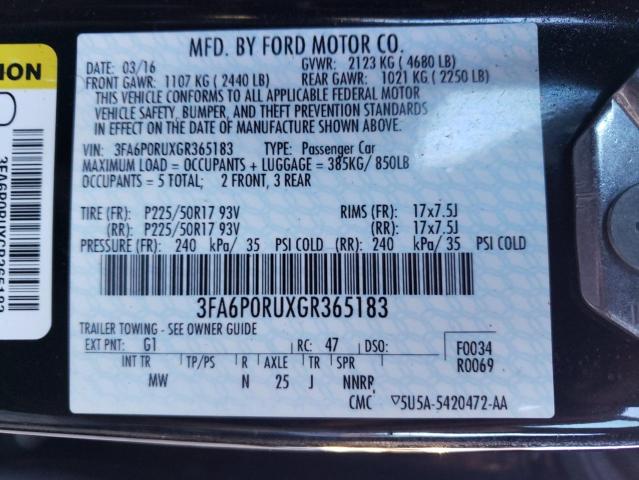 MFD. BY FORD MOTOR CO.
DATE: 03/16 GVWR: 2123 KG ( 4680 LB)
FRONT GAWR: 1107 KG ( 2440 LB) REAR GAWR: 1021 KG ( 2250 LB)
THIS VEHICLE CONFORMS TO ALL APPLICABLE FEDERAL MOTOR
VEHICLE SAFETY, BUMPER, AND THEFT PREVENTION STANDARDS
IN EFFECT ON THE DATE OF MANUFACTURE SHOWN ABOVE.
VIN: 3FA6P0RUXGR365183 TYPE: Passenger Car
MAXIMUM LOAD = OCCUPANTS + LUGGAGE = 385KG/ 850LB
OCCUPANTS = 5 TOTAL; 2 FRONT, 3 REAR
TIRE (FR): P225/50R17 93V RIMS (FR): 17x7.5J
(RR): P225/50R17 93V (RR): 17x7.5J
PRESSURE (FR): 240 kPa/ 35 PSI COLD (RR): 240 kPa/ 35 PSI COLD
3FA6P0RUXGR365183
TRAILER TOWING - SEE OWNER GUIDE
EXT PNT: G1 RC: 47 DSO: F0034
R0069
INT TR TP/PS R AXLE TR SPR
MW N 25 J NNRR
CMC ▽5U5A-5420472-AA
ION
3FA6P0RUXGR365183